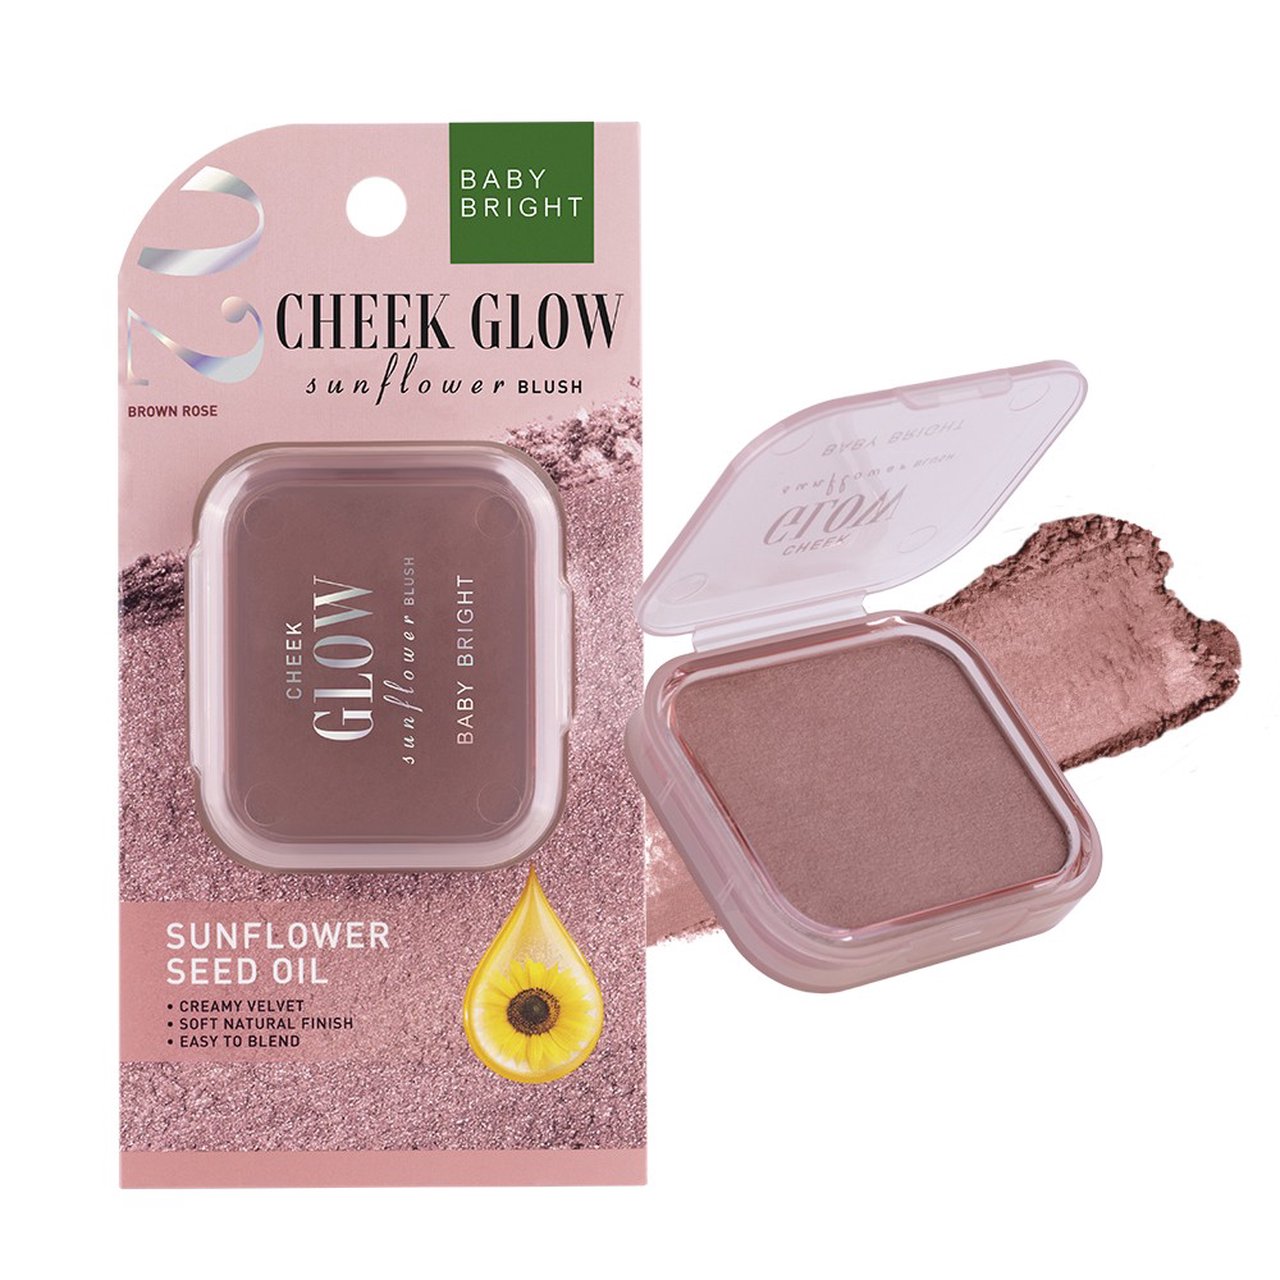 BABY
BRIGHT
02
CHEEK GLOW
sunflower BLUSH
BROWN ROSE
CHEEK
GLOW
sunflower BLUSH
BABY BRIGHT
SUNFLOWER
SEED OIL
• CREAMY VELVET
• SOFT NATURAL FINISH
• EASY TO BLEND
BABY BRIGHT
sunflower BLUSH
GLOW
CHEEK